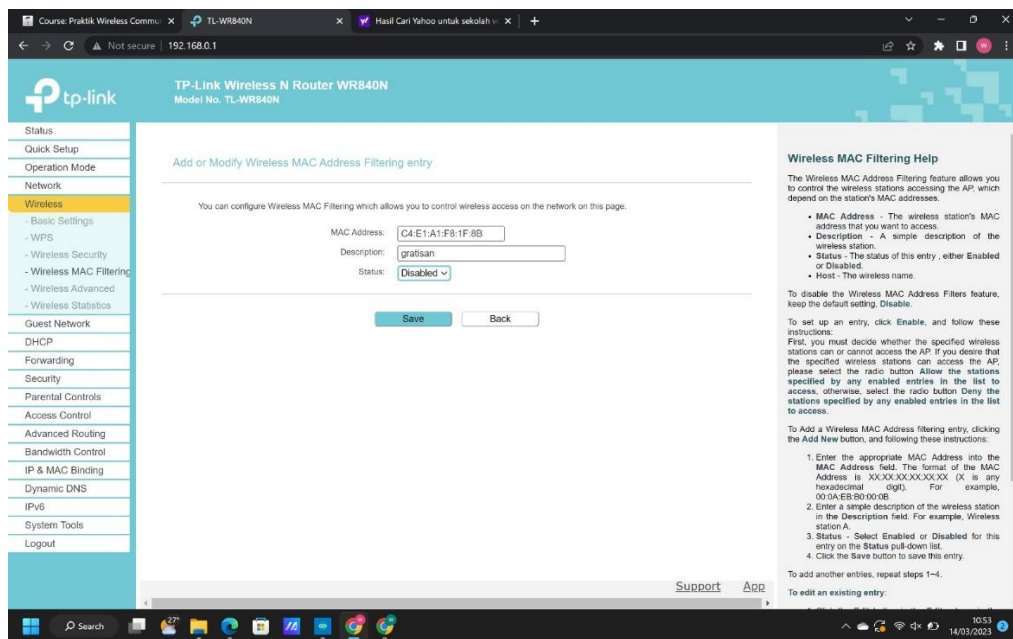 Course: Praktik Wireless Commu
TL-WR840N
Hasil Cari Yahoo untuk sekolah v
Not secure | 192.168.0.1
tp-link
TP-Link Wireless N Router WR840N
Model No. TL-WR840N
Status
Quick Setup
Operation Mode
Network
Wireless
- Basic Settings
- WPS
- Wireless Security
- Wireless MAC Filtering
- Wireless Advanced
- Wireless Statistics
Guest Network
DHCP
Forwarding
Security
Parental Controls
Access Control
Advanced Routing
Bandwidth Control
IP & MAC Binding
Dynamic DNS
IPv6
System Tools
Logout
Add or Modify Wireless MAC Address Filtering entry
You can configure Wireless MAC Filtering which allows you to control wireless access on the network on this page.
MAC Address: C4:E1:A1:F8:1F:8B
Description: gratisan
Status: Disabled
Save Back
Support App
Wireless MAC Filtering Help
The Wireless MAC Address Filtering feature allows you
to control the wireless stations accessing the AP, which
depend on the station's MAC addresses.
• MAC Address - The wireless station's MAC
address that you want to access.
• Description - A simple description of the
wireless station.
• Status - The status of this entry , either Enabled
or Disabled.
• Host - The wireless name.
To disable the Wireless MAC Address Filters feature,
keep the default setting, Disable.
To set up an entry, click Enable, and follow these
instructions:
First, you must decide whether the specified wireless
stations can or cannot access the AP. If you desire that
the specified wireless stations can access the AP,
please select the radio button Allow the stations
specified by any enabled entries in the list to
access, otherwise, select the radio button Deny the
stations specified by any enabled entries in the list
to access.
To Add a Wireless MAC Address filtering entry, clicking
the Add New button, and following these instructions:
1. Enter the appropriate MAC Address into the
MAC Address field. The format of the MAC
Address is XX:XX:XX:XX:XX:XX (X is any
hexadecimal digit). For example,
00:0A:EB:B0:00:0B.
2. Enter a simple description of the wireless station
in the Description field. For example, Wireless
station A.
3. Status - Select Enabled or Disabled for this
entry on the Status pull-down list.
4. Click the Save button to save this entry.
To add another entries, repeat steps 1~4.
To edit an existing entry:
Search
27°
10:53
14/03/2023
2